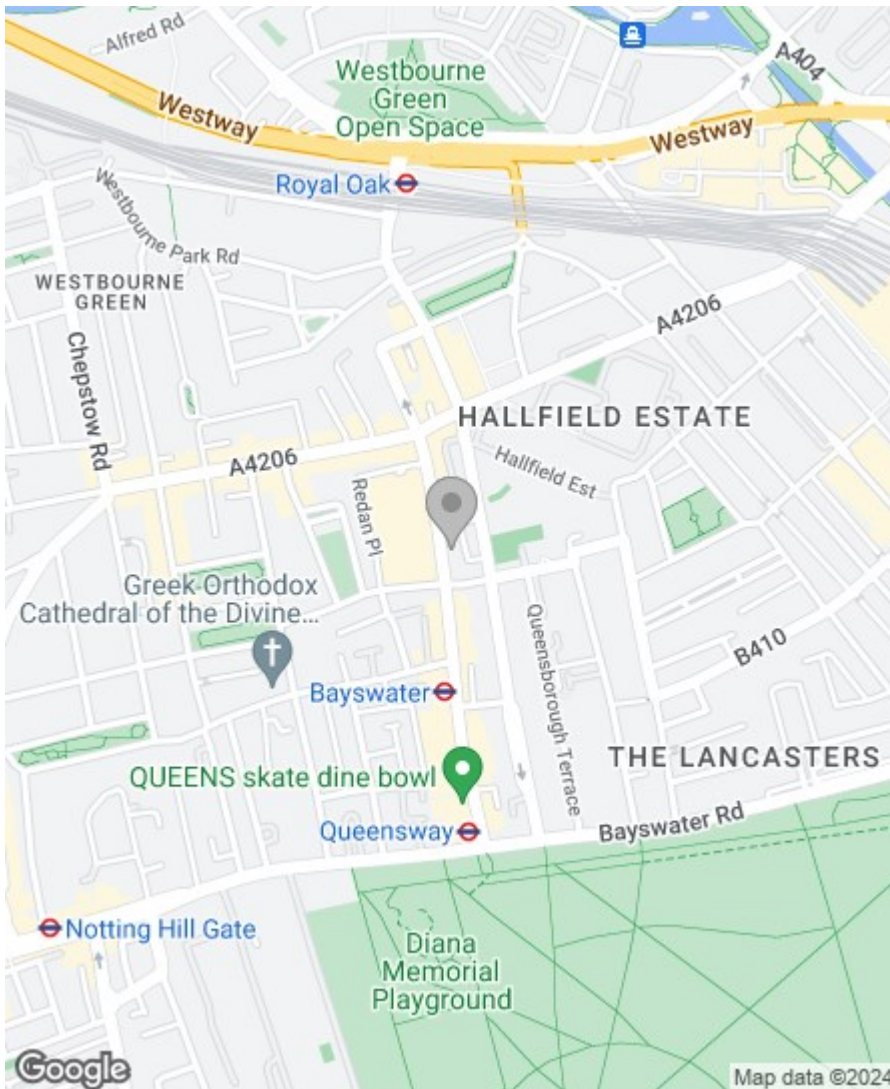 Alfred Rd
A404
Westbourne
Green
Open Space
Westway
Westway
Royal Oak
Westbourne Park Rd
WESTBOURNE
GREEN
A4206
Chepstow Rd
HALLFIELD ESTATE
A4206
Hallfield Est
Redan Pl
Greek Orthodox
Cathedral of the Divine...
Queensborough Terrace
B410
Bayswater
THE LANCASTERS
QUEENS skate dine bowl
Queensway
Bayswater Rd
Notting Hill Gate
Diana
Memorial
Playground
Google
Map data ©2024